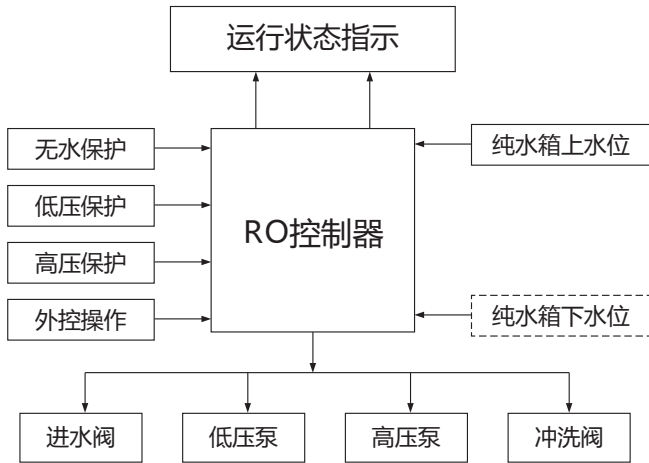 运行状态指示
无水保护
低压保护
高压保护
外控操作
RO控制器
纯水箱上水位
纯水箱下水位
进水阀
低压泵
高压泵
冲洗阀